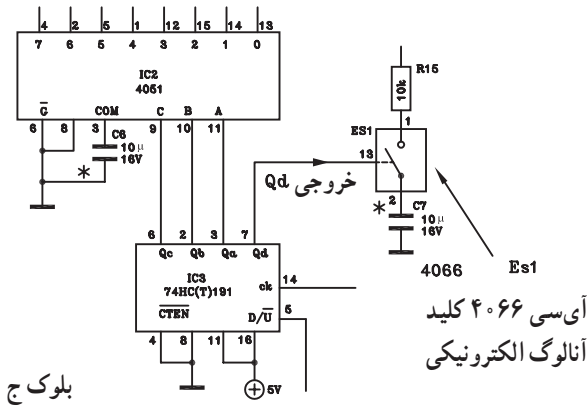 4 2 5 1 12 15 14 13
7 6 5 4 3 2 1 0
IC2
4051
G̅ COM C B A
6 8 3 9 10 11
C6
10 μ
16V
*
R15
10k
1
ES1
13
خروجی Qd
2
*
C7
10 μ
16V
4066 Es1
آی‌سی ۴۰۶۶ کلید
آنالوگ الکترونیکی
6 2 3 7
Qc Qb Qa Qd
IC3
74HC(T)191
ck 14
CTEN D/U̅ 5
4 8 11 16
5V
بلوک ج